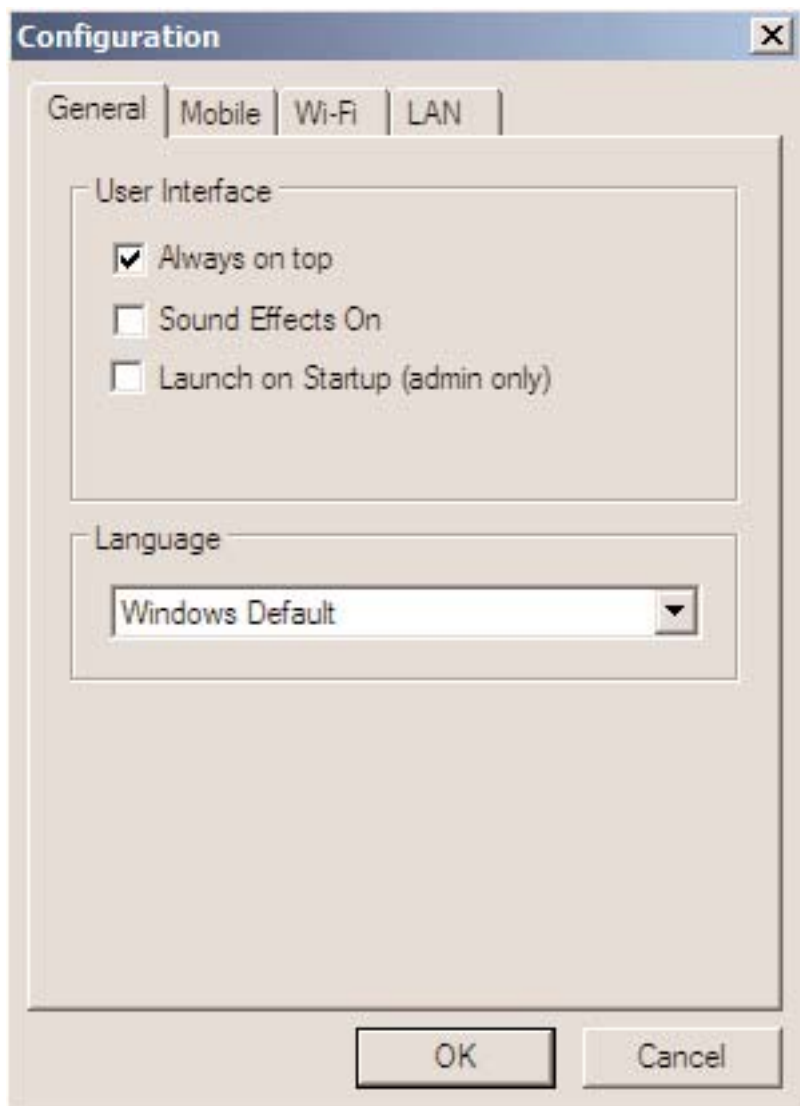 Configuration
General Mobile Wi-Fi LAN
User Interface
Always on top
Sound Effects On
Launch on Startup (admin only)
Language
Windows Default
OK Cancel